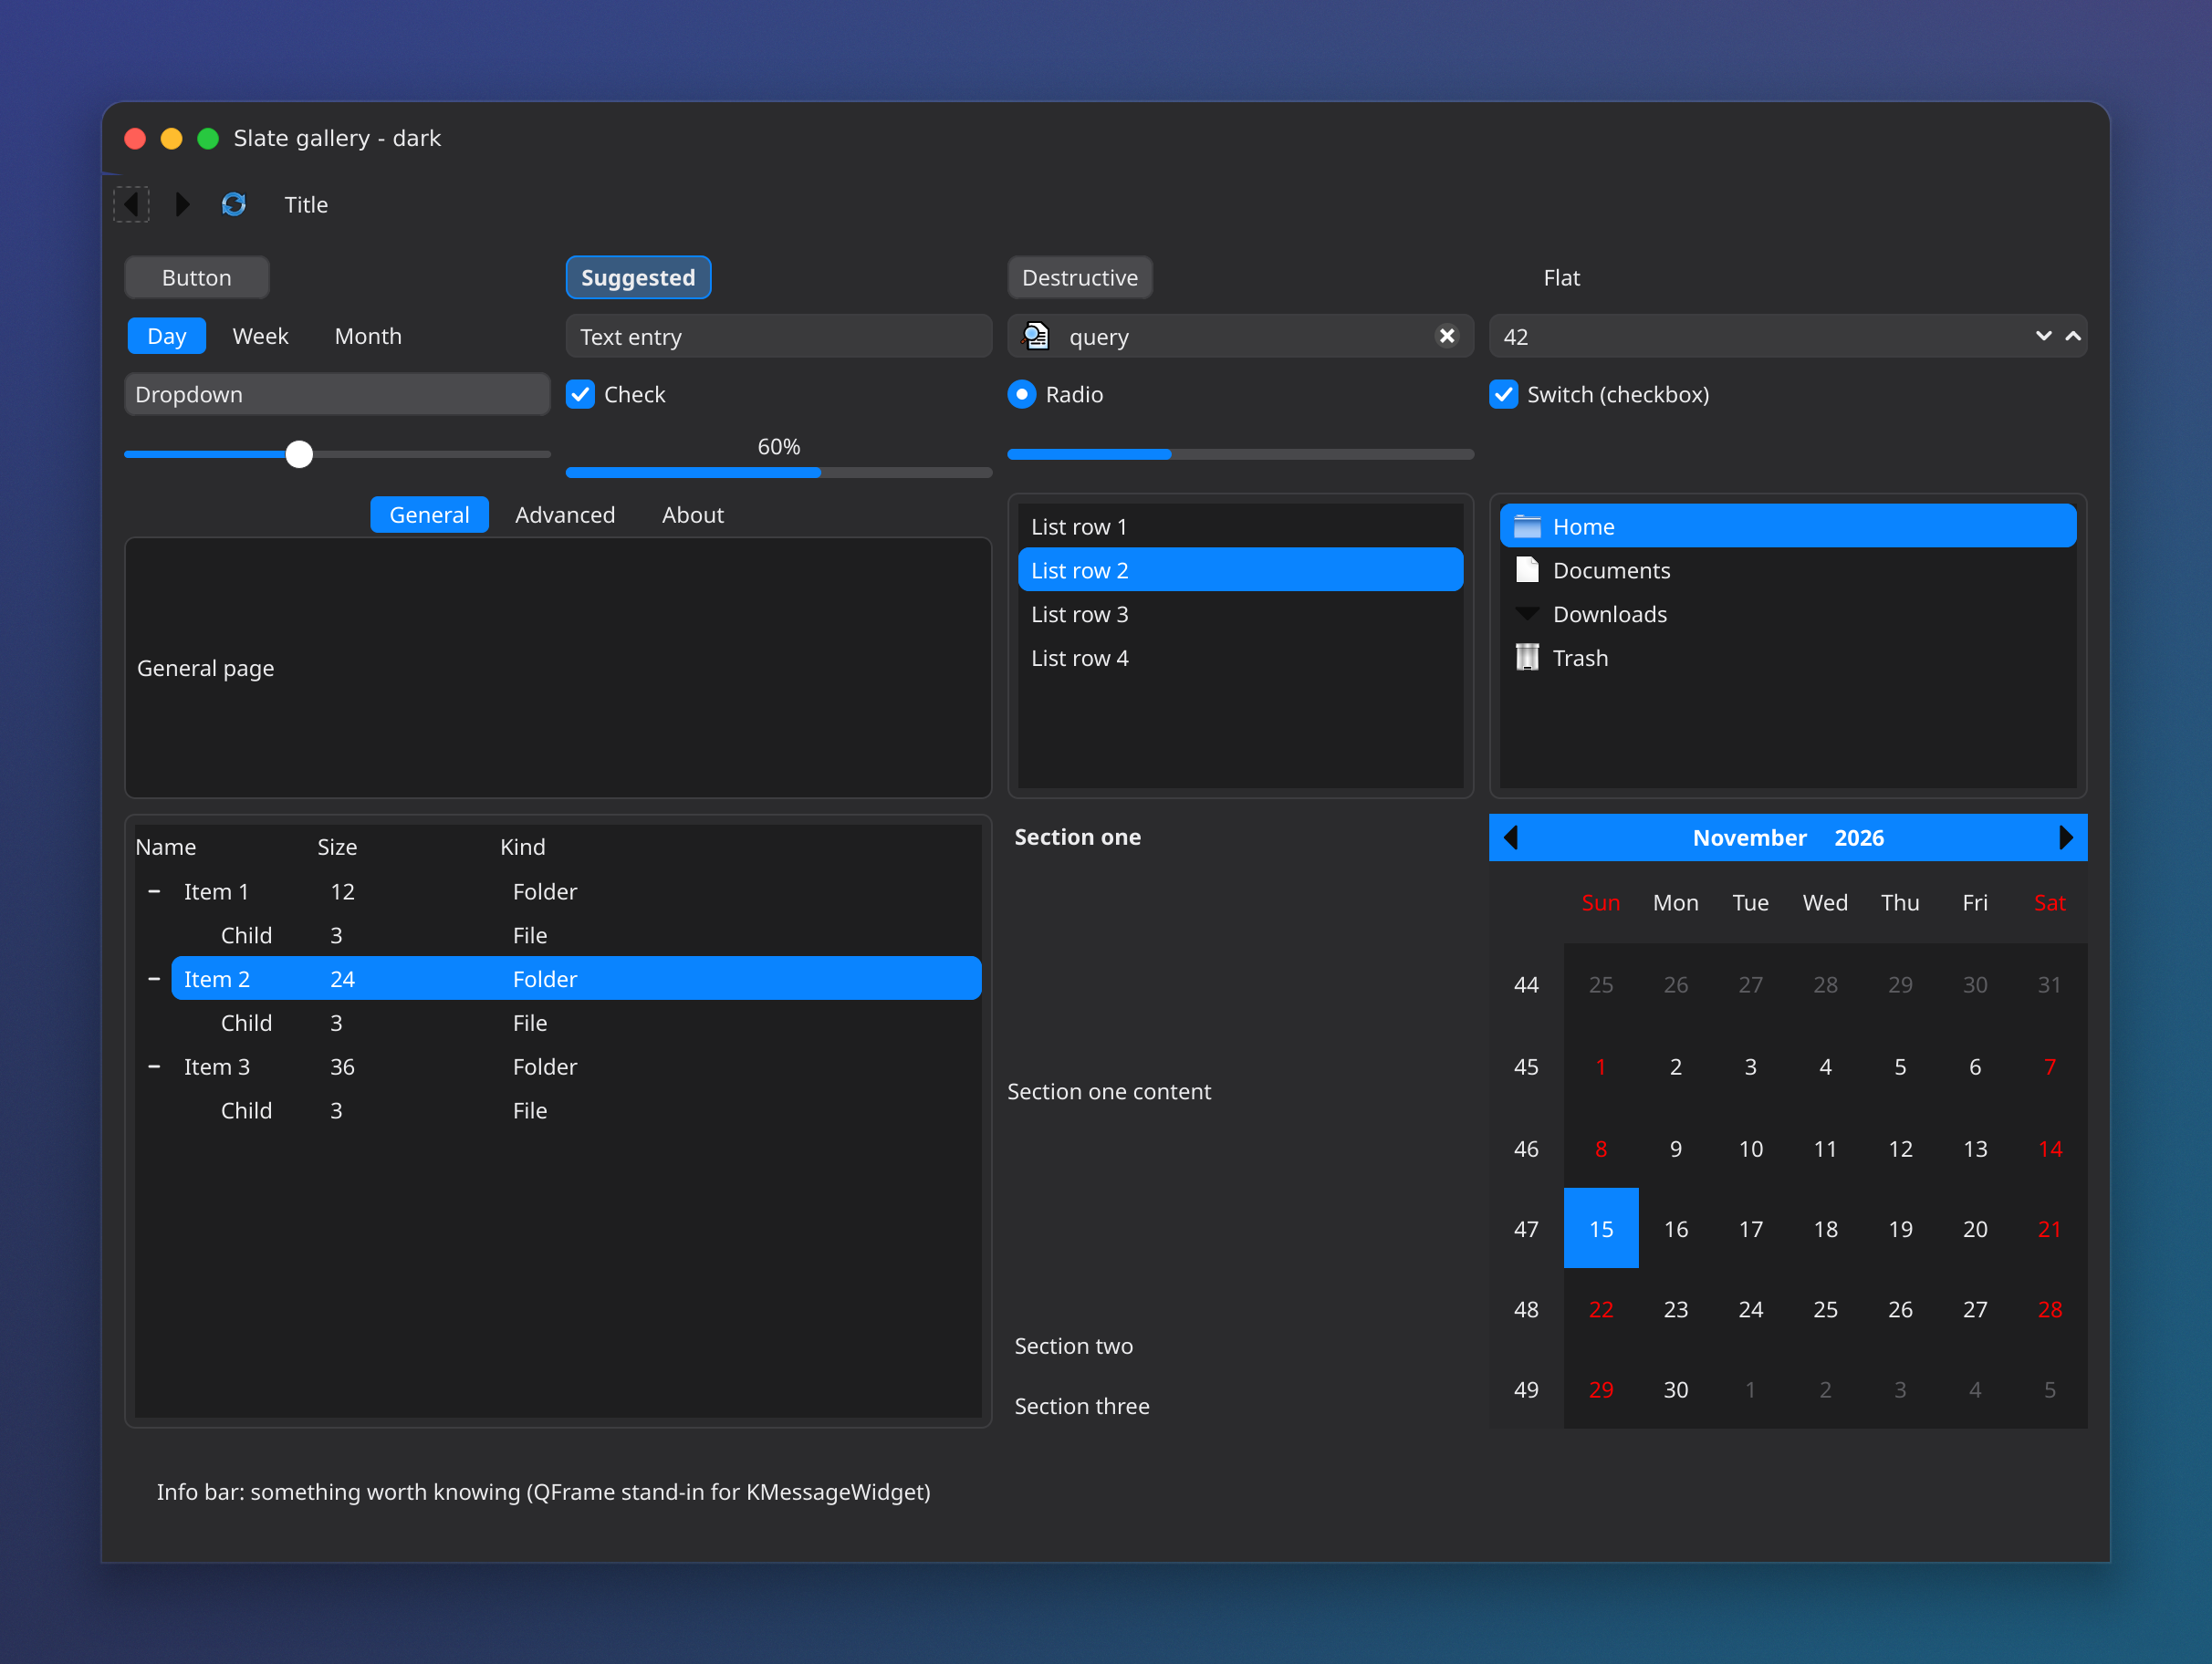 Slate gallery - dark
Title
Button Suggested Destructive Flat
Day Week Month Text entry query 42
Dropdown Check Radio Switch (checkbox)
60%
General Advanced About
General page
List row 1
List row 2
List row 3
List row 4
Home
Documents
Downloads
Trash
Name Size Kind
Item 1 12 Folder
Child 3 File
Item 2 24 Folder
Child 3 File
Item 3 36 Folder
Child 3 File
Section one
Section one content
Section two
Section three
November 2026
Sun Mon Tue Wed Thu Fri Sat
44 25 26 27 28 29 30 31
45 1 2 3 4 5 6 7
46 8 9 10 11 12 13 14
47 15 16 17 18 19 20 21
48 22 23 24 25 26 27 28
49 29 30 1 2 3 4 5
Info bar: something worth knowing (QFrame stand-in for KMessageWidget)